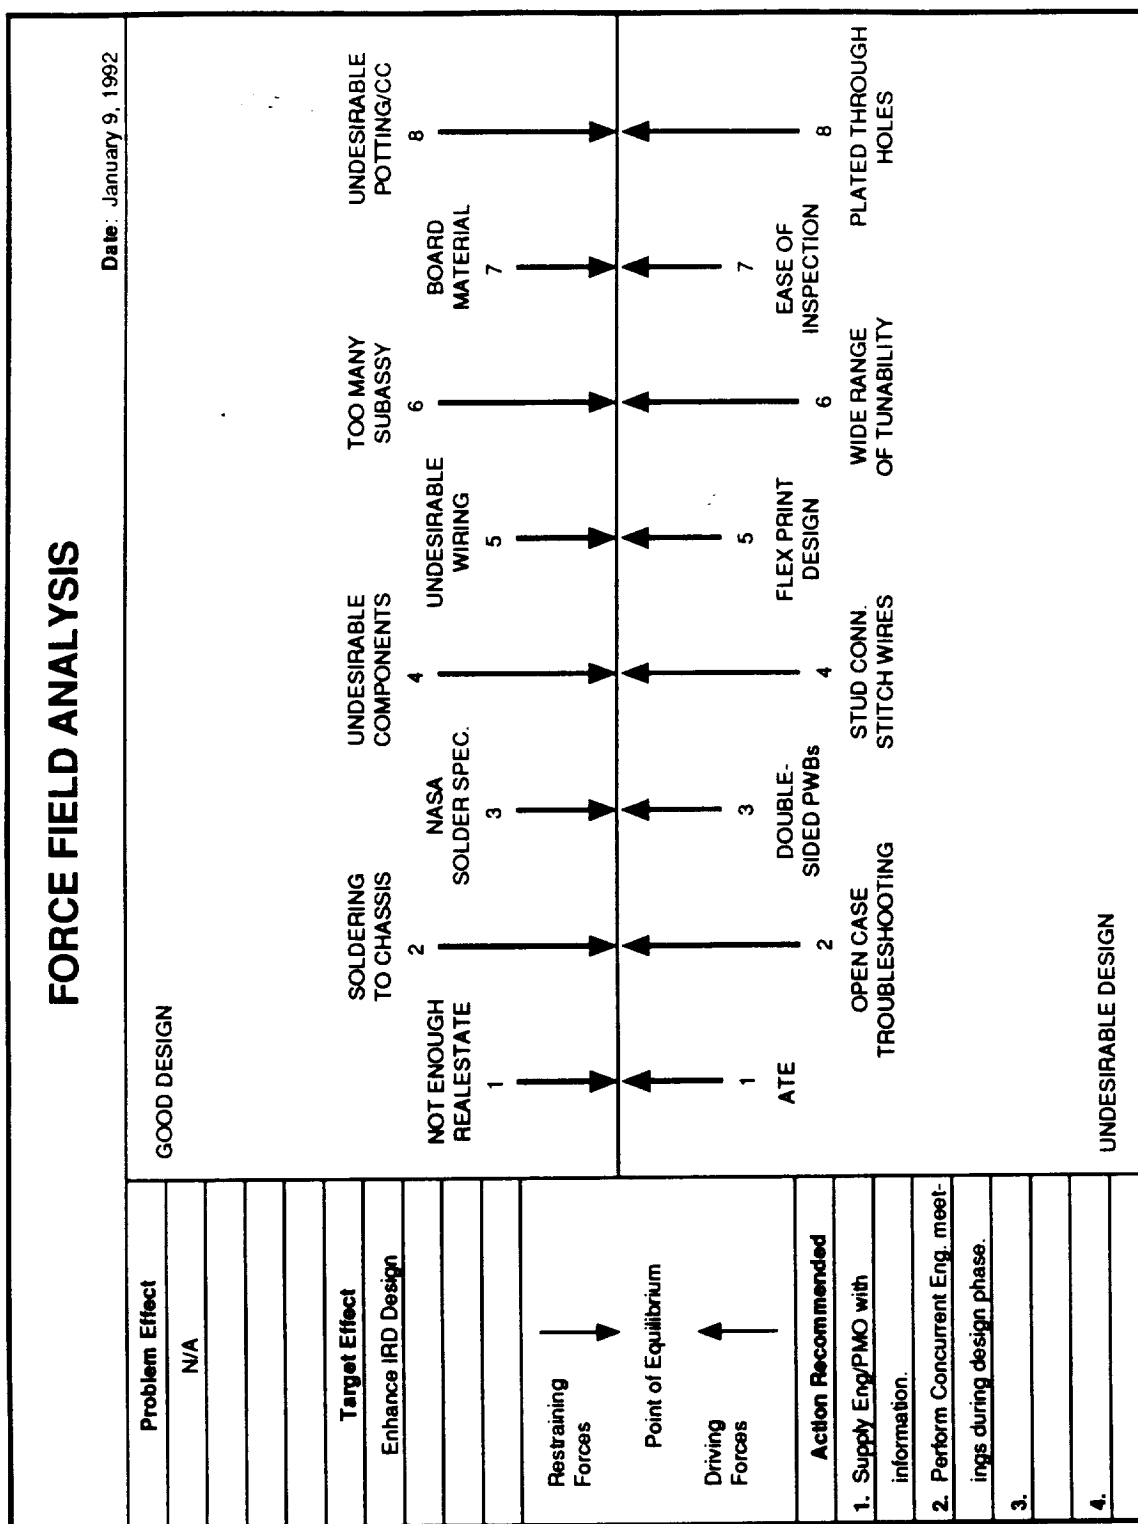 FORCE FIELD ANALYSIS
Date: January 9, 1992
Problem Effect
N/A
Target Effect
Enhance IRD Design
Restraining
Forces
Point of Equilibrium
Driving
Forces
Action Recommended
1. Supply Eng/PMO with
information.
2. Perform Concurrent Eng. meet-
ings during design phase.
3.
4.
GOOD DESIGN
NOT ENOUGH
REALESTATE
1
SOLDERING
TO CHASSIS
2
NASA
SOLDER SPEC.
3
UNDESIRABLE
COMPONENTS
4
UNDESIRABLE
WIRING
5
TOO MANY
SUBASSY
6
BOARD
MATERIAL
7
UNDESIRABLE
POTTING/CC
8
1
ATE
2
OPEN CASE
TROUBLESHOOTING
3
DOUBLE-
SIDED PWBs
4
STUD CONN.
STITCH WIRES
5
FLEX PRINT
DESIGN
6
WIDE RANGE
OF TUNABILITY
7
EASE OF
INSPECTION
8
PLATED THROUGH
HOLES
UNDESIRABLE DESIGN